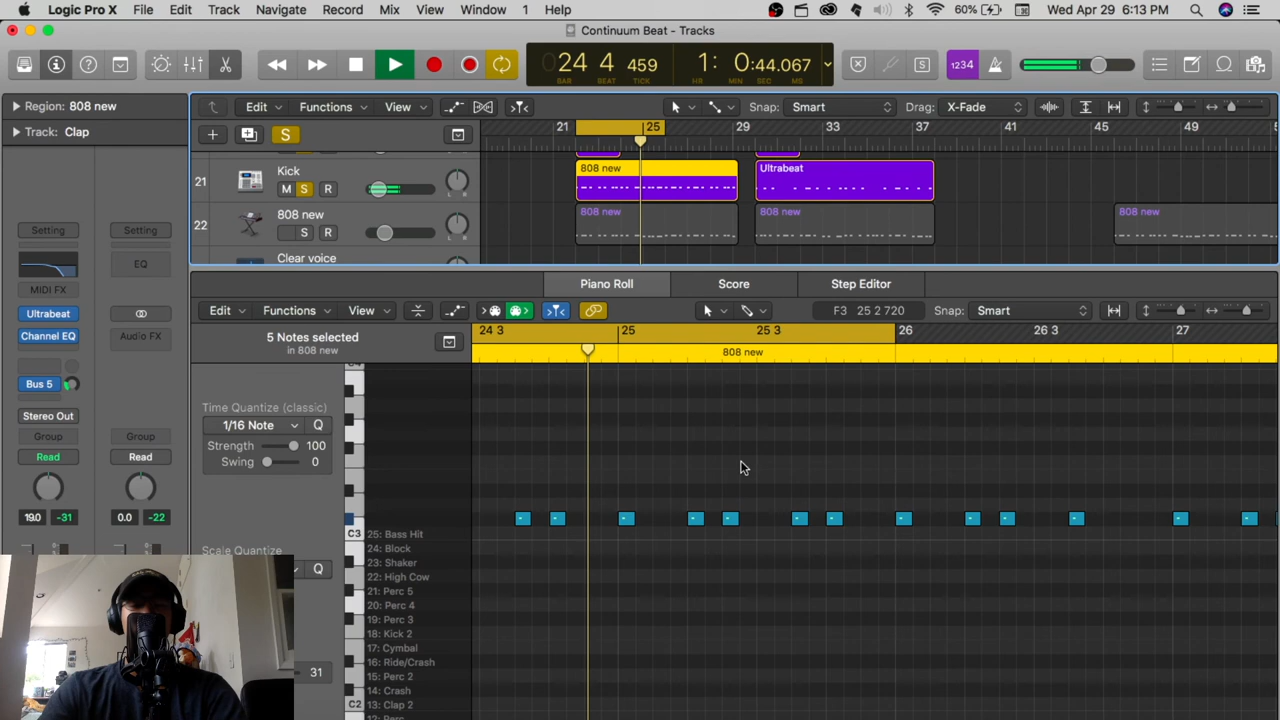 Logic Pro X File Edit Track Navigate Record Mix View Window 1 Help 60% Wed Apr 29 6:13 PM
Continuum Beat - Tracks
24 4 459 1: 0:44.067
BAR BEAT TICK HR MIN SEC MS
1234
S
Region: 808 new
Track: Clap
Edit Functions View Snap: Smart Drag: X-Fade
S
21 25 29 33 37 41 45 49
21 Kick
M S R
808 new
Ultrabeat
22 808 new
S R
808 new
808 new
808 new
Clear voice
L R
L R
Setting Setting
EQ
MIDI FX
Ultrabeat
Channel EQ Audio FX
Bus 5
Stereo Out
Group Group
Read Read
19.0 -31 0.0 -22
Piano Roll Score Step Editor
Edit Functions View F3 25 2 720 Snap: Smart
5 Notes selected
in 808 new
24 3 25 25 3 26 26 3 27
808 new
Time Quantize (classic)
1/16 Note Q
Strength 100
Swing 0
Scale Quantize
Q
31
C3
25: Bass Hit
24: Block
23: Shaker
22: High Cow
21: Perc 5
20: Perc 4
19: Perc 3
18: Kick 2
17: Cymbal
16: Ride/Crash
15: Perc 2
14: Crash
C2
13: Clap 2